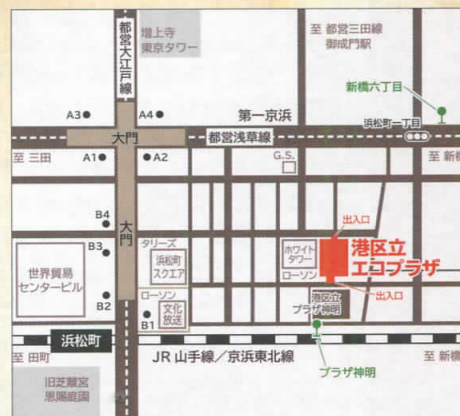 都営大江戸線
増上寺
東京タワー
至 都営三田線
御成門駅
新橋六丁目
A3
A4
第一京浜
浜松町一丁目
大門
都営浅草線
至 三田
A1
A2
G.S.
至 新橋
B4
大門
出入口
タリーズ
浜松町
スクエア
ホワイト
タワー
ローソン
港区立
エコプラザ
B3
世界貿易
センタービル
B2
ローソン
文化
放送
B1
出入口
港区立
プラザ神明
浜松町
至 田町
JR 山手線／京浜東北線
プラザ神明
至 新橋
旧芝離宮
恩賜庭園